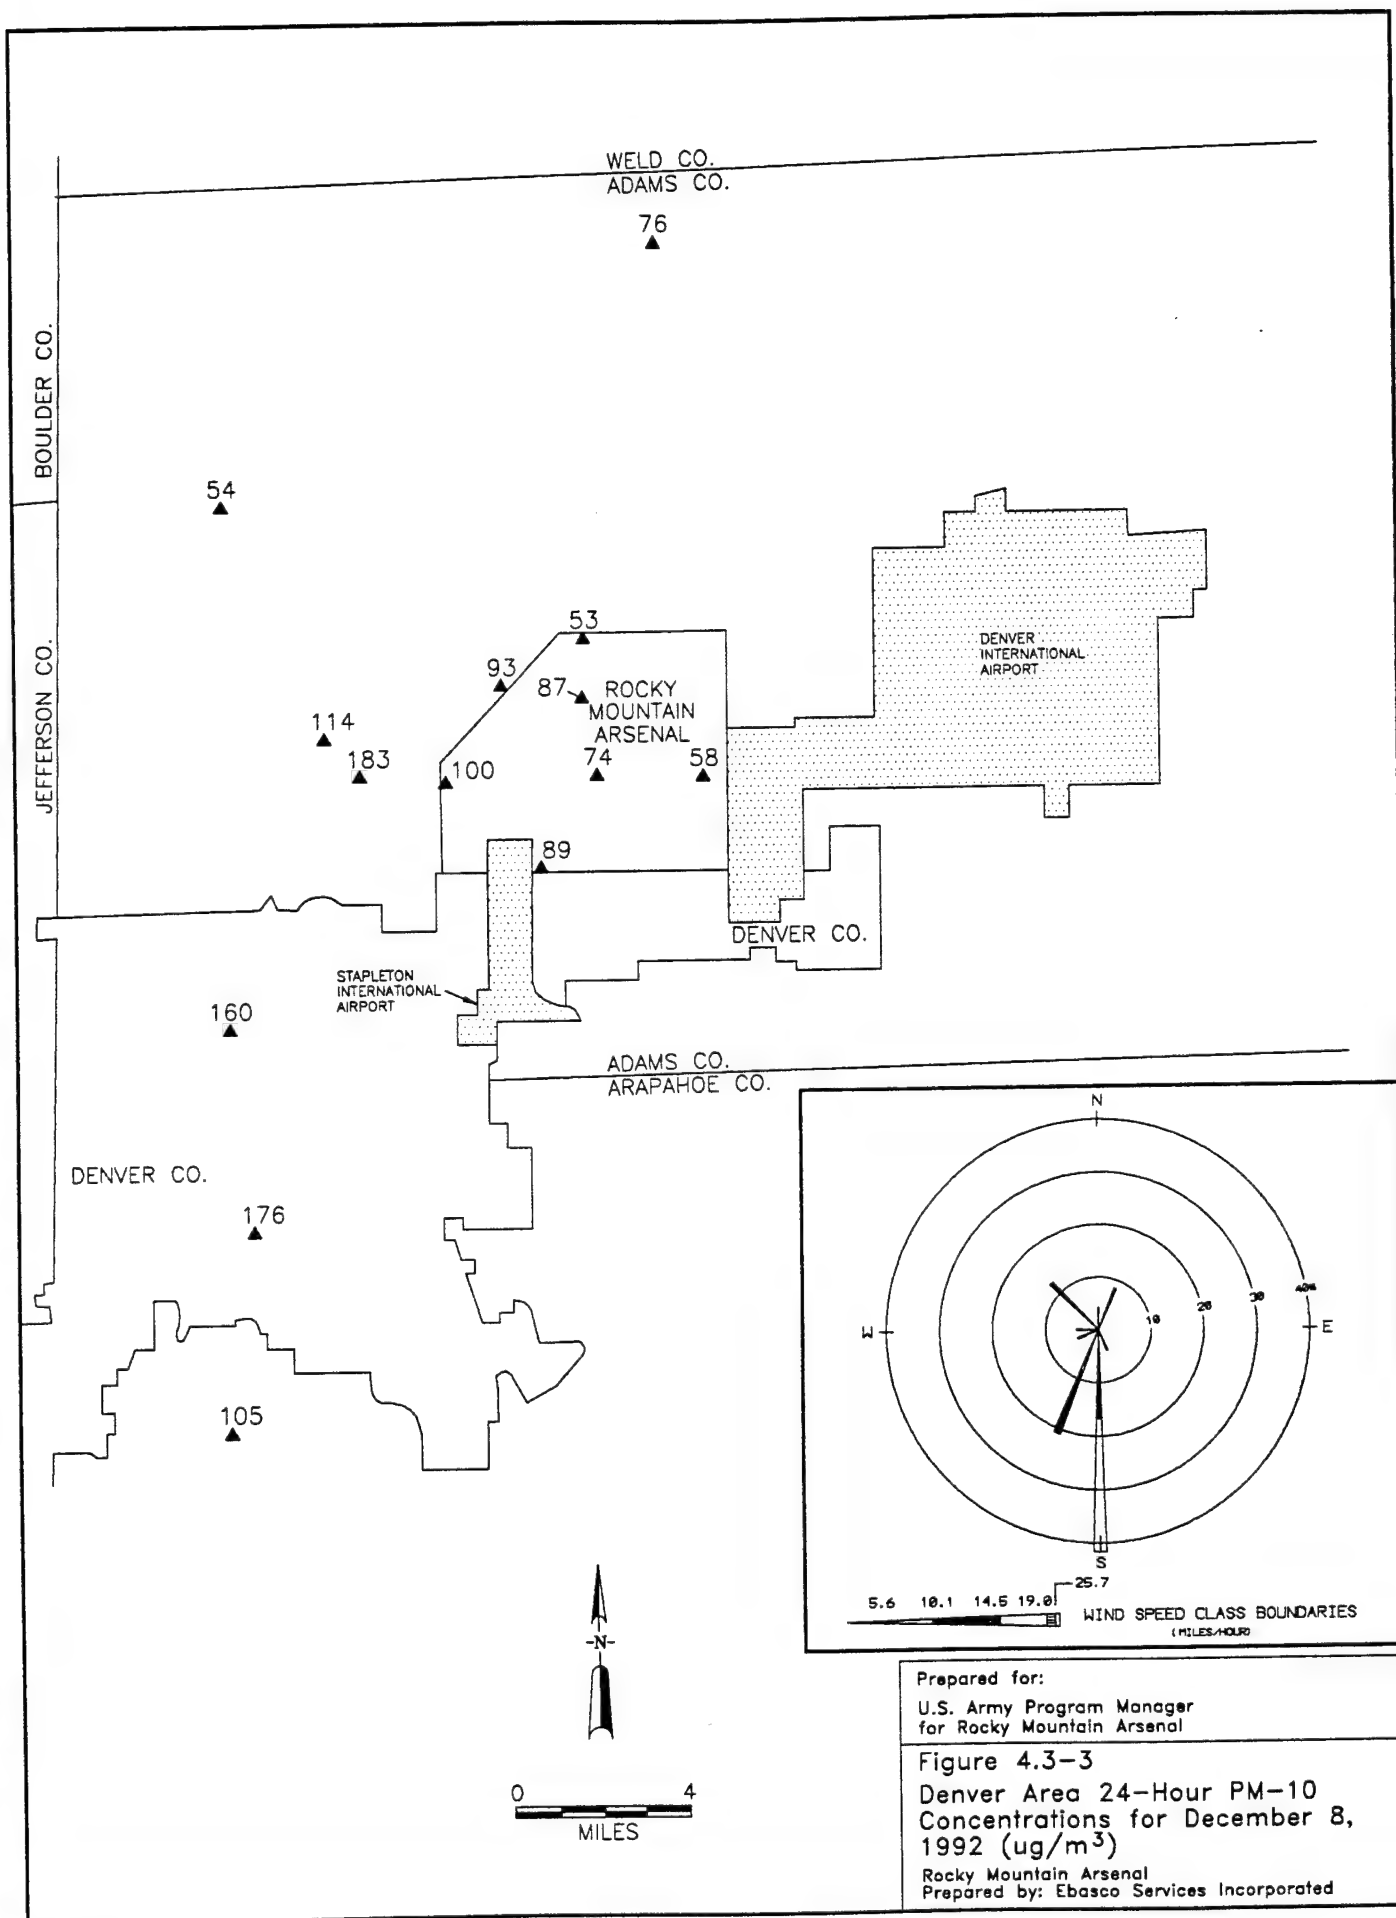 WELD CO.
ADAMS CO.
76
BOULDER CO.
54
JEFFERSON CO.
53
93
87
ROCKY
MOUNTAIN
ARSENAL
DENVER
INTERNATIONAL
AIRPORT
114
183
100
74
58
89
DENVER CO.
STAPLETON
INTERNATIONAL
AIRPORT
160
ADAMS CO.
ARAPAHOE CO.
DENVER CO.
176
105
N
W
E
S
10
20
30
40%
25.7
5.6 10.1 14.5 19.0
WIND SPEED CLASS BOUNDARIES
(MILES/HOUR)
-N-
0 4
MILES
Prepared for:
U.S. Army Program Manager
for Rocky Mountain Arsenal
Figure 4.3-3
Denver Area 24-Hour PM-10
Concentrations for December 8,
1992 (ug/m³)
Rocky Mountain Arsenal
Prepared by: Ebasco Services Incorporated